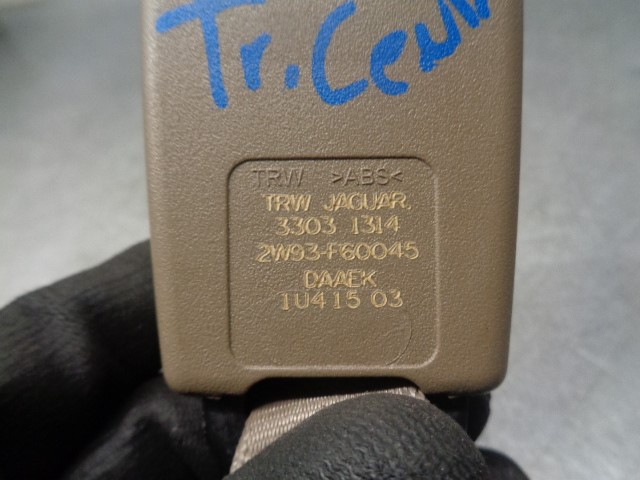 Tr. Cent
TRW >ABS<
TRW JAGUAR.
3303 1314
2W93-F60045
DAAEK
1U415 03